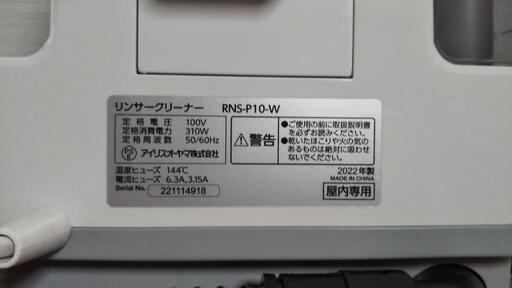 リンサークリーナー RNS-P10-W
定格電圧 100V
定格消費電力 310W
定格周波数 50/60Hz
PSE
アイリスオーヤマ株式会社
温度ヒューズ 144℃
電流ヒューズ 6.3A,3.15A
Serial No. 221114918
警告
●ご使用の前に取扱説明書を必ずお読みください。
●乾いたほこりや火の気のあるものは絶対に吸わせないでください。
2022年製
MADE IN CHINA
屋内専用